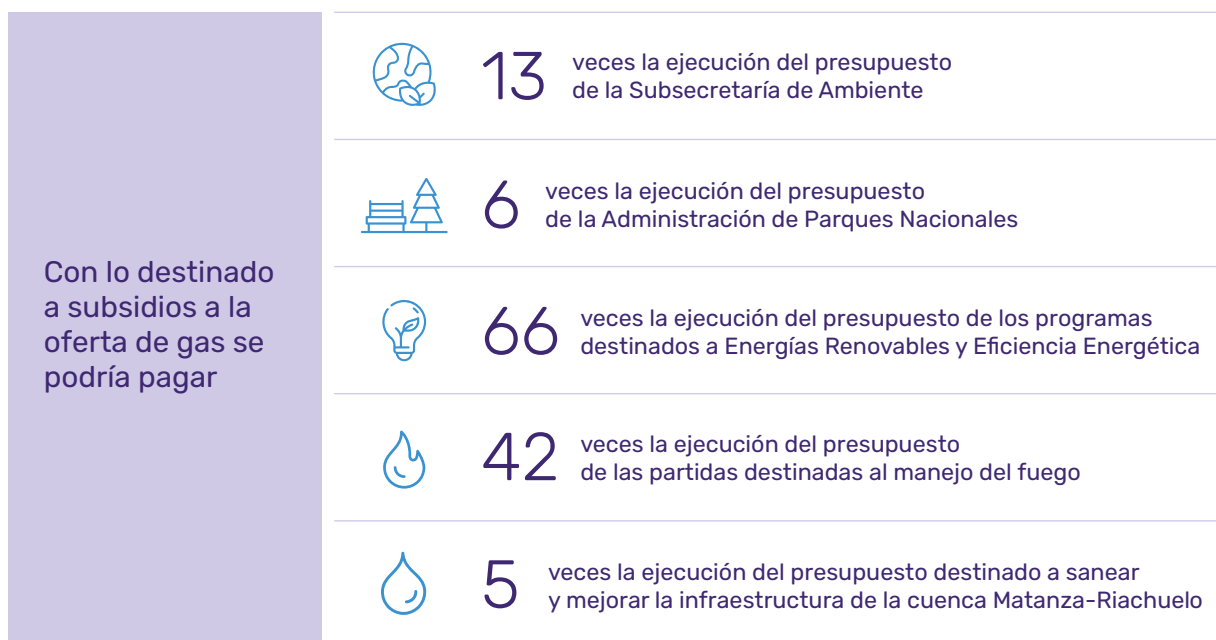 Con lo destinado
a subsidios a la
oferta de gas se
podría pagar
13
veces la ejecución del presupuesto
de la Subsecretaría de Ambiente
6
veces la ejecución del presupuesto
de la Administración de Parques Nacionales
66
veces la ejecución del presupuesto de los programas
destinados a Energías Renovables y Eficiencia Energética
42
veces la ejecución del presupuesto
de las partidas destinadas al manejo del fuego
5
veces la ejecución del presupuesto destinado a sanear
y mejorar la infraestructura de la cuenca Matanza-Riachuelo